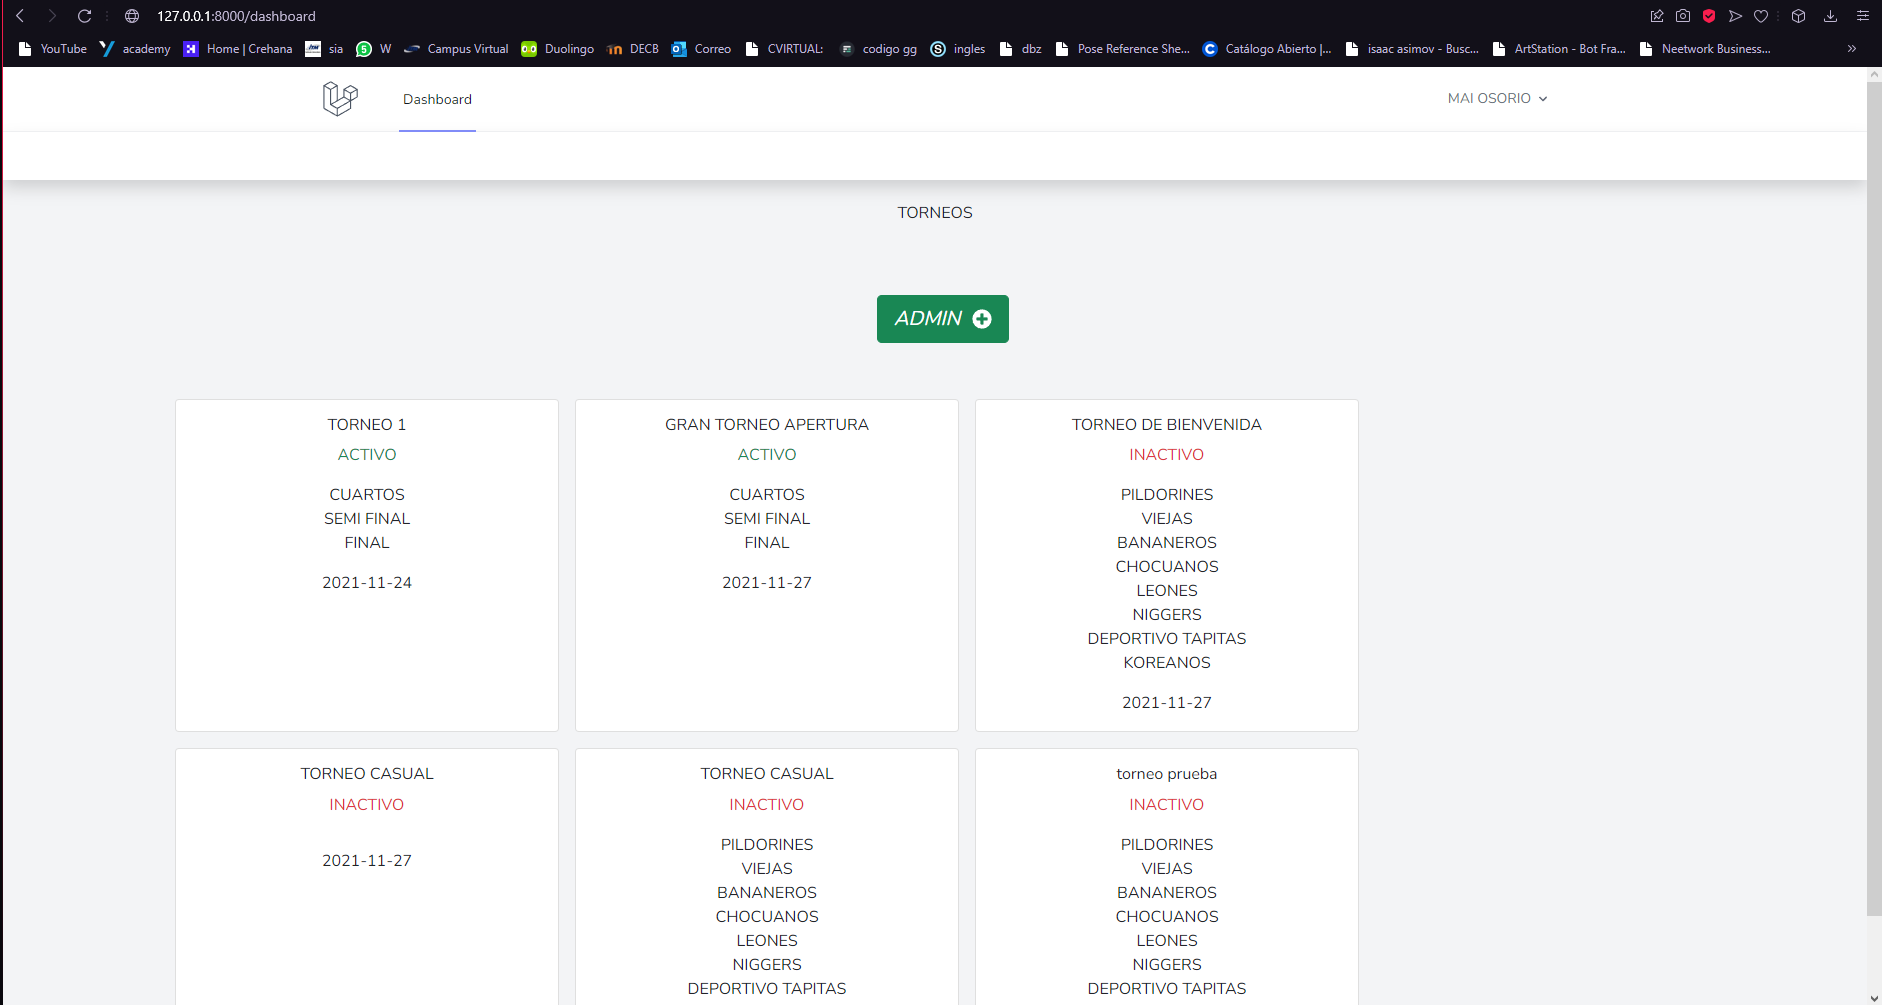 127.0.0.1:8000/dashboard
YouTube academy Home | Crehana sia W Campus Virtual Duolingo DECB Correo CVIRTUAL: codigo gg ingles dbz Pose Reference She... Catálogo Abierto |... isaac asimov - Busc... ArtStation - Bot Fra... Neetwork Business...
Dashboard
MAI OSORIO
TORNEOS
ADMIN
TORNEO 1
ACTIVO
CUARTOS
SEMI FINAL
FINAL
2021-11-24
GRAN TORNEO APERTURA
ACTIVO
CUARTOS
SEMI FINAL
FINAL
2021-11-27
TORNEO DE BIENVENIDA
INACTIVO
PILDORINES
VIEJAS
BANANEROS
CHOCUANOS
LEONES
NIGGERS
DEPORTIVO TAPITAS
KOREANOS
2021-11-27
TORNEO CASUAL
INACTIVO
2021-11-27
TORNEO CASUAL
INACTIVO
PILDORINES
VIEJAS
BANANEROS
CHOCUANOS
LEONES
NIGGERS
DEPORTIVO TAPITAS
torneo prueba
INACTIVO
PILDORINES
VIEJAS
BANANEROS
CHOCUANOS
LEONES
NIGGERS
DEPORTIVO TAPITAS